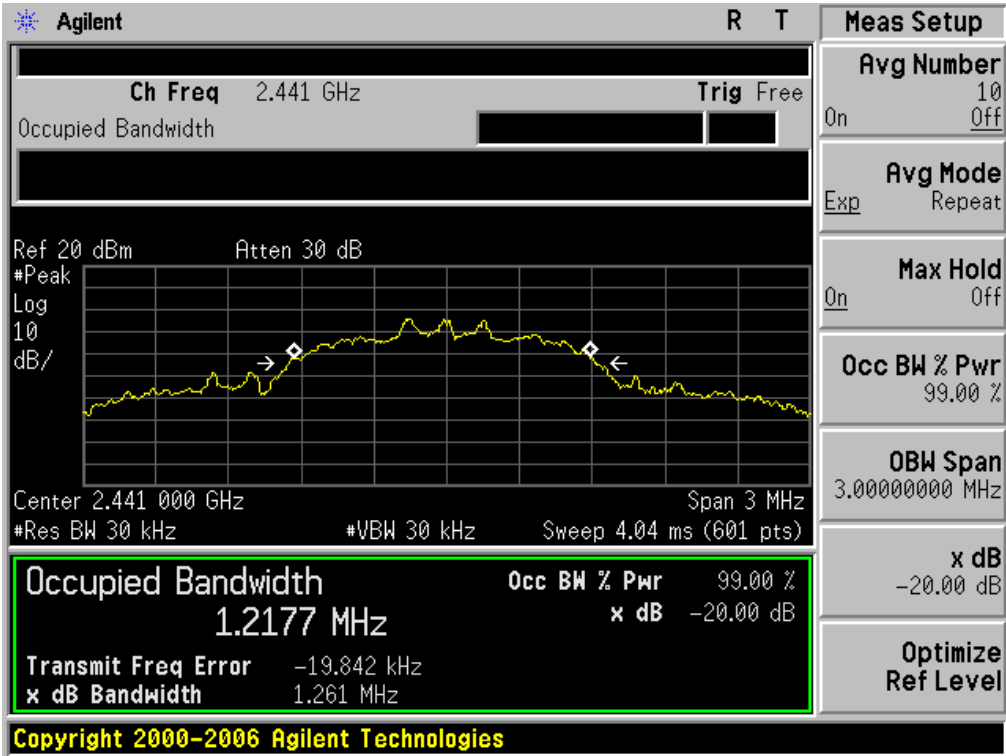 Agilent R T
Ch Freq 2.441 GHz Trig Free
Occupied Bandwidth
Ref 20 dBm Atten 30 dB
#Peak
Log
10
dB/
Center 2.441 000 GHz Span 3 MHz
#Res BW 30 kHz #VBW 30 kHz Sweep 4.04 ms (601 pts)
Occupied Bandwidth
1.2177 MHz
Occ BW % Pwr 99.00 %
x dB -20.00 dB
Transmit Freq Error -19.842 kHz
x dB Bandwidth 1.261 MHz
Copyright 2000-2006 Agilent Technologies
Meas Setup
Avg Number
10
On Off
Avg Mode
Exp Repeat
Max Hold
On Off
Occ BW % Pwr
99.00 %
OBW Span
3.00000000 MHz
x dB
-20.00 dB
Optimize
Ref Level